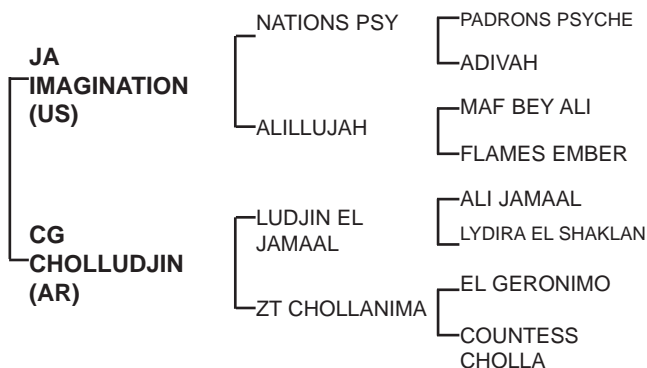 JA
IMAGINATION
(US)
NATIONS PSY
PADRONS PSYCHE
ADIVAH
ALILLUJAH
MAF BEY ALI
FLAMES EMBER
CG
CHOLLUDJIN
(AR)
LUDJIN EL
JAMAAL
ALI JAMAAL
LYDIRA EL SHAKLAN
ZT CHOLLANIMA
EL GERONIMO
COUNTESS
CHOLLA